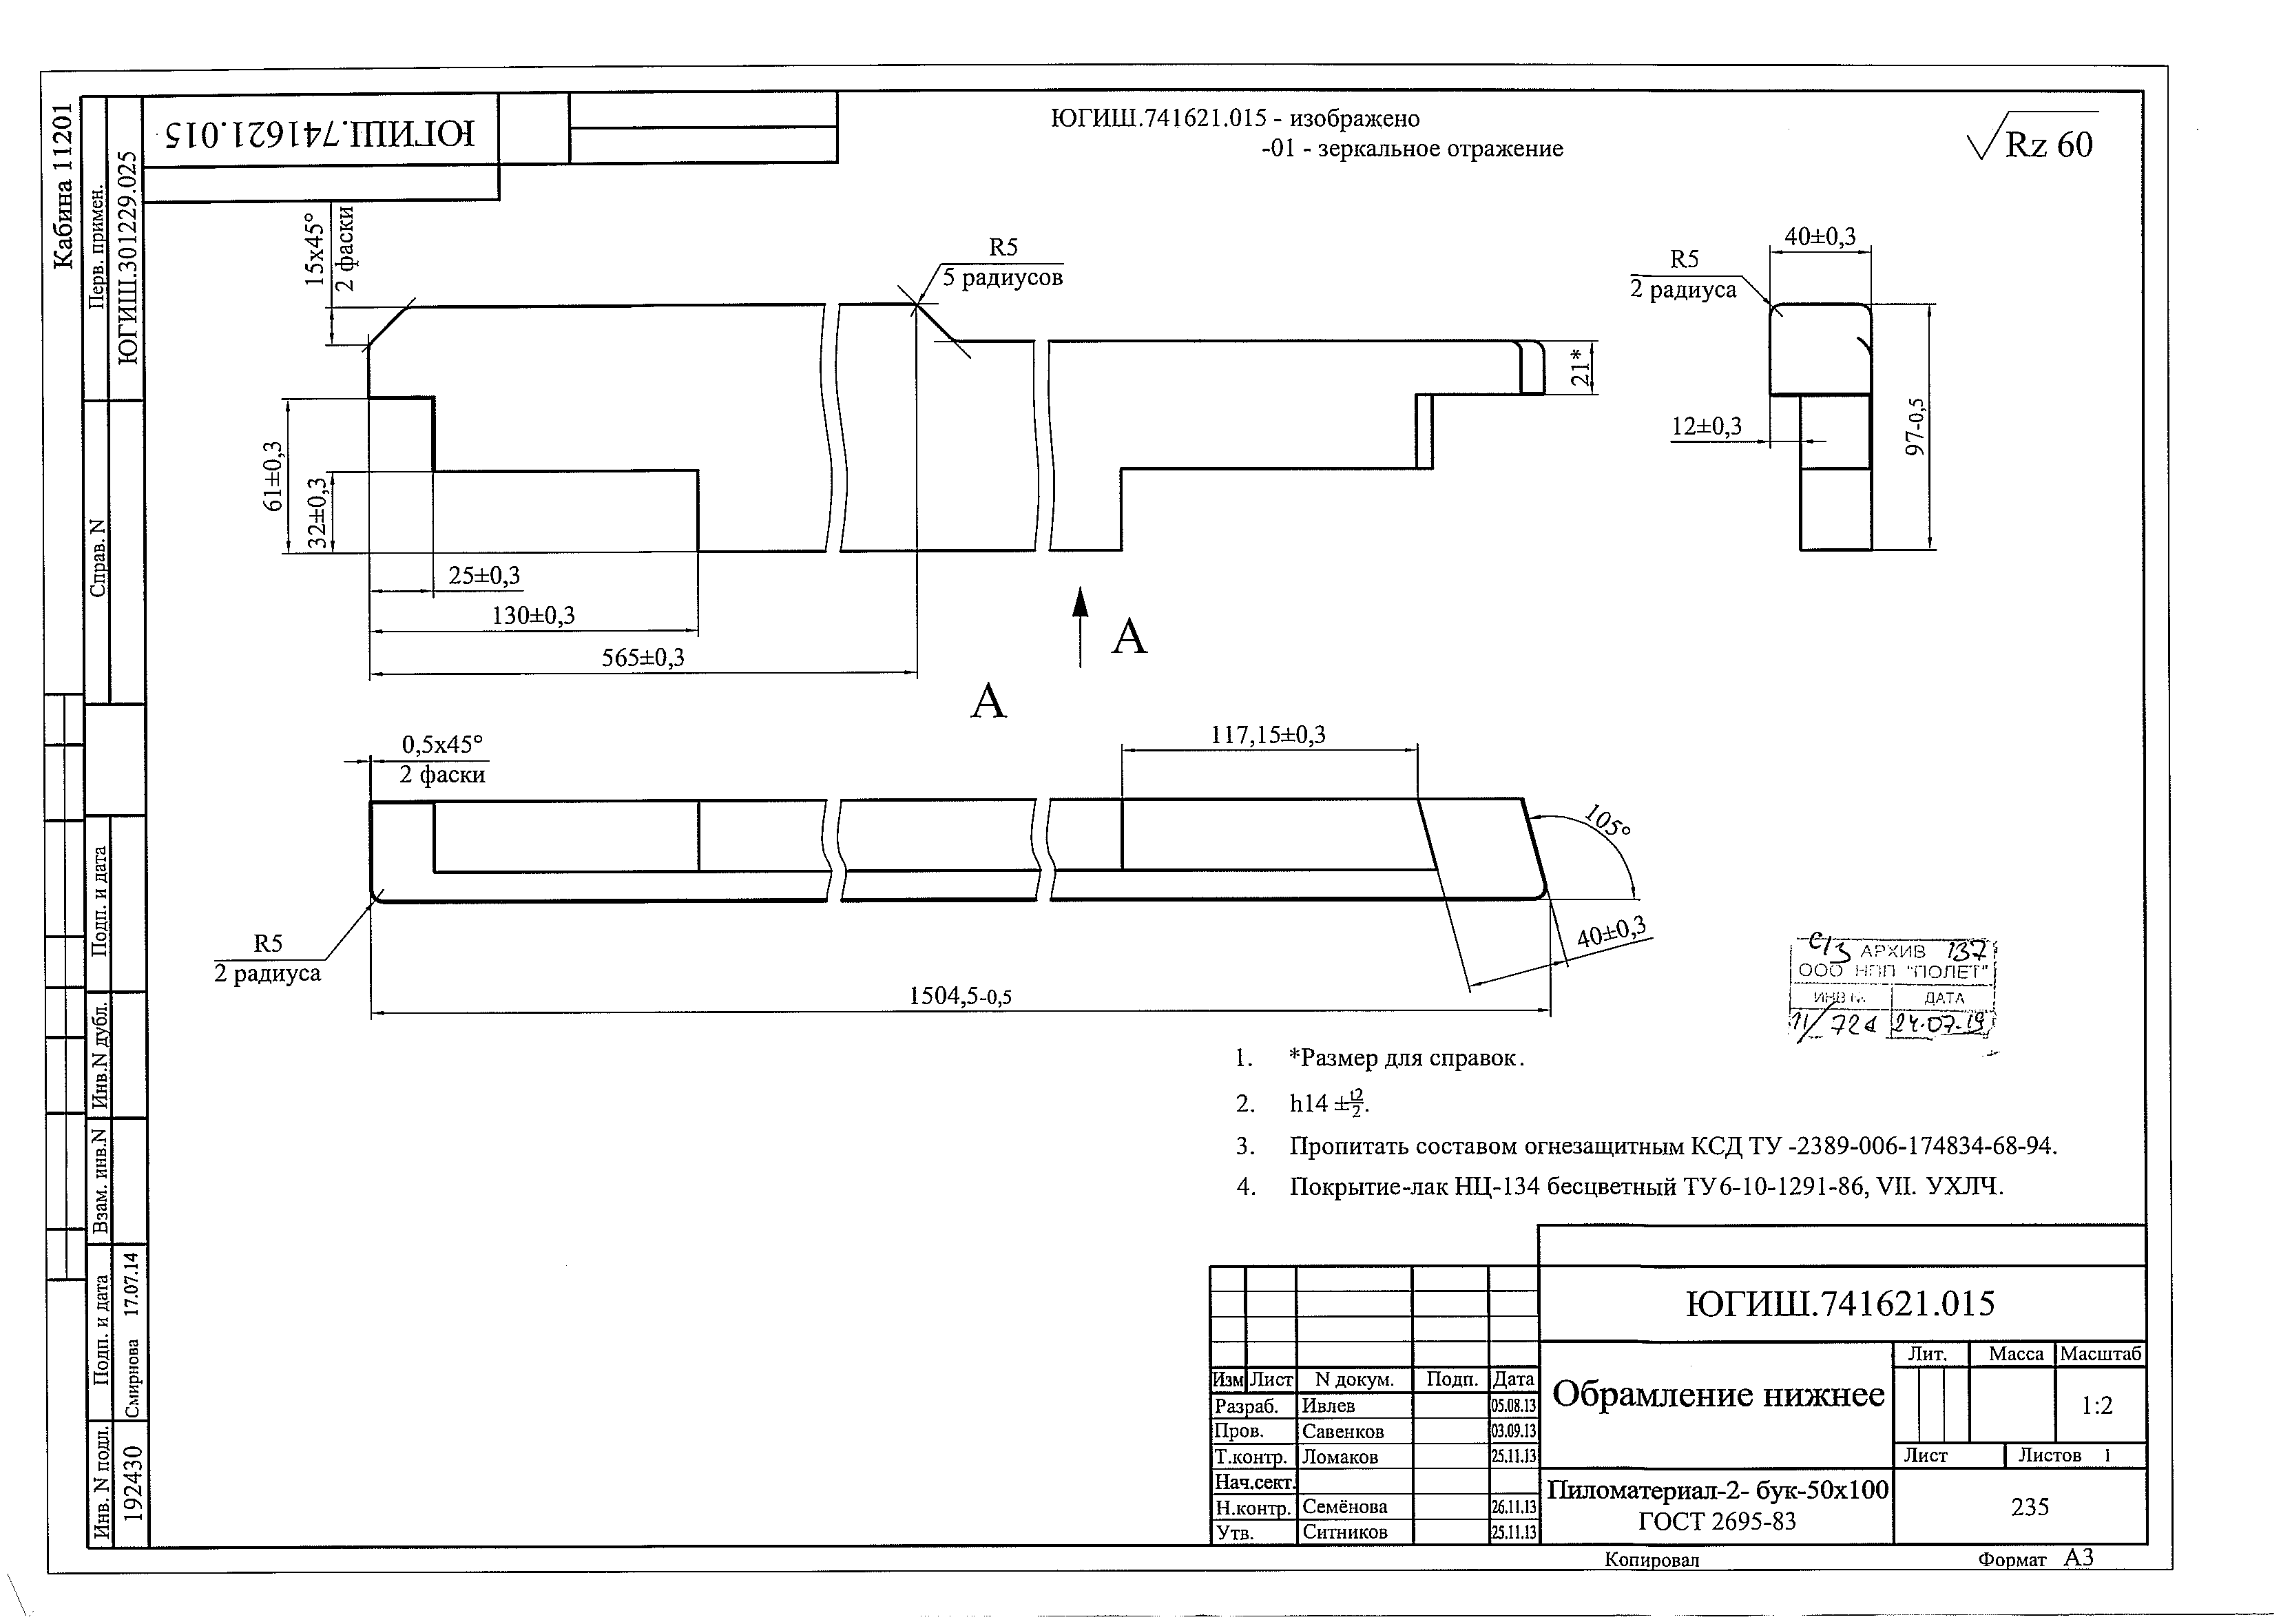 Кабина 11201
Перв. примен.
ЮГИШ.301229.025
Справ. N
Подп. и дата
Инв.N дубл.
Взам. инв.N
Подп. и дата
Смирнова 17.07.14
Инв. N подл.
192430
ЮГИШ.741621.015
ЮГИШ.741621.015 - изображено
-01 - зеркальное отражение
Rz 60
15x45°
2 фаски
R5
5 радиусов
21*
61±0,3
32±0,3
25±0,3
130±0,3
565±0,3
А
R5
2 радиуса
40±0,3
12±0,3
97-0,5
А
0,5x45°
2 фаски
117,15±0,3
105°
40±0,3
R5
2 радиуса
1504,5-0,5
с/з АРХИВ 137
ООО НПП "ПОЛЕТ"
ИНВ №
ДАТА
24.07.19
1. *Размер для справок.
2. h14 ±t2/2.
3. Пропитать составом огнезащитным КСД ТУ -2389-006-174834-68-94.
4. Покрытие-лак НЦ-134 бесцветный ТУ6-10-1291-86, VII. УХЛЧ.
ЮГИШ.741621.015
Изм Лист N докум. Подп. Дата
Разраб. Ивлев 05.08.13
Пров. Савенков 03.09.13
Т.контр. Ломаков 25.11.13
Нач.сект.
Н.контр. Семёнова 26.11.13
Утв. Ситников 25.11.13
Обрамление нижнее
Лит. Масса Масштаб
1:2
Лист Листов 1
Пиломатериал-2- бук-50x100
ГОСТ 2695-83
235
Копировал Формат А3